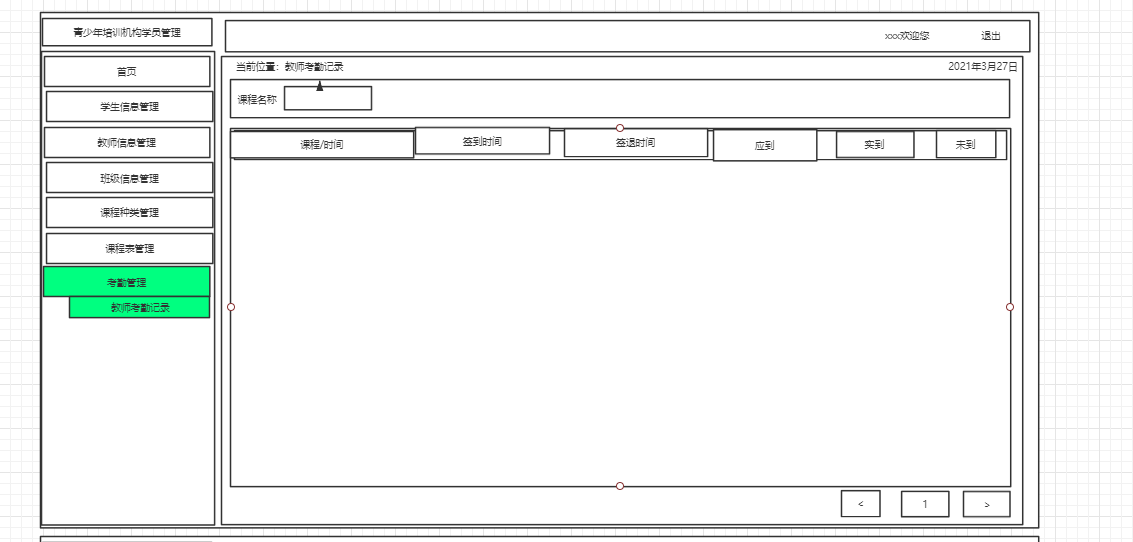 青少年培训机构学员管理
xxx欢迎您
退出
首页
学生信息管理
教师信息管理
班级信息管理
课程种类管理
课程表管理
考勤管理
教师考勤记录
当前位置：教师考勤记录
2021年3月27日
课程名称
课程/时间
签到时间
签退时间
应到
实到
未到
<
1
>